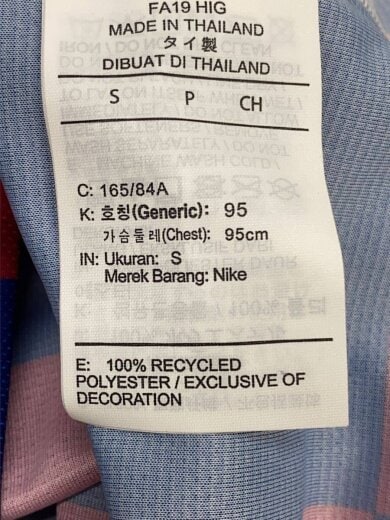 FA19 HIG
MADE IN THAILAND
タイ製
DIBUAT DI THAILAND
S P CH
C: 165/84A
K: 호칭(Generic): 95
가슴둘레(Chest): 95cm
IN: Ukuran: S
Merek Barang: Nike
E: 100% RECYCLED
POLYESTER / EXCLUSIVE OF
DECORATION